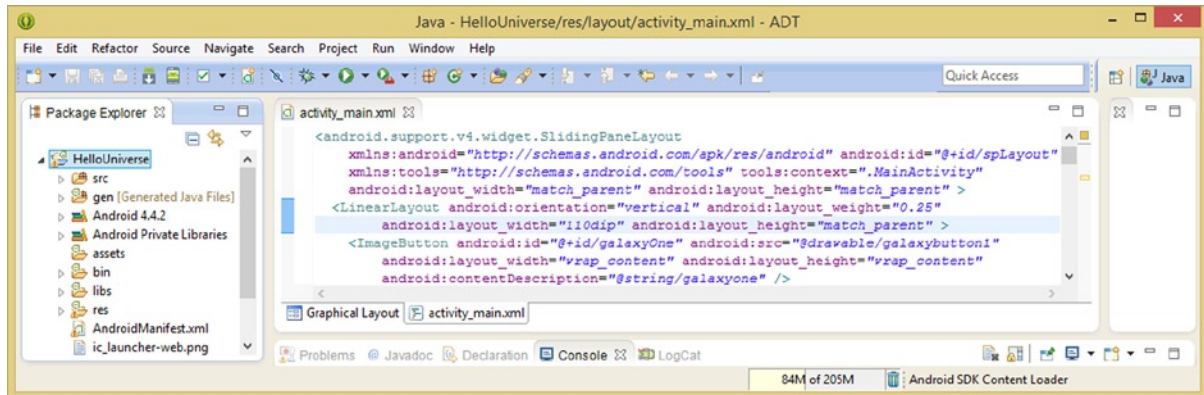 Java - HelloUniverse/res/layout/activity_main.xml - ADT
File Edit Refactor Source Navigate Search Project Run Window Help
Quick Access
Java
Package Explorer
HelloUniverse
src
gen [Generated Java Files]
Android 4.4.2
Android Private Libraries
assets
bin
libs
res
AndroidManifest.xml
ic_launcher-web.png
activity_main.xml
<android.support.v4.widget.SlidingPaneLayout
xmlns:android="http://schemas.android.com/apk/res/android" android:id="@+id/spLayout"
xmlns:tools="http://schemas.android.com/tools" tools:context=".MainActivity"
android:layout_width="match_parent" android:layout_height="match_parent" >
<LinearLayout android:orientation="vertical" android:layout_weight="0.25"
android:layout_width="110dip" android:layout_height="match_parent" >
<ImageButton android:id="@+id/galaxyOne" android:src="@drawable/galaxybutton1"
android:layout_width="wrap_content" android:layout_height="wrap_content"
android:contentDescription="@string/galaxyone" />
Graphical Layout activity_main.xml
Problems @ Javadoc Declaration Console LogCat
84M of 205M Android SDK Content Loader